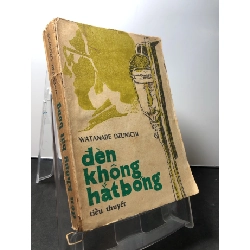 WATANABE DZUNICHI
đèn
không
hắt bóng
tiểu thuyết